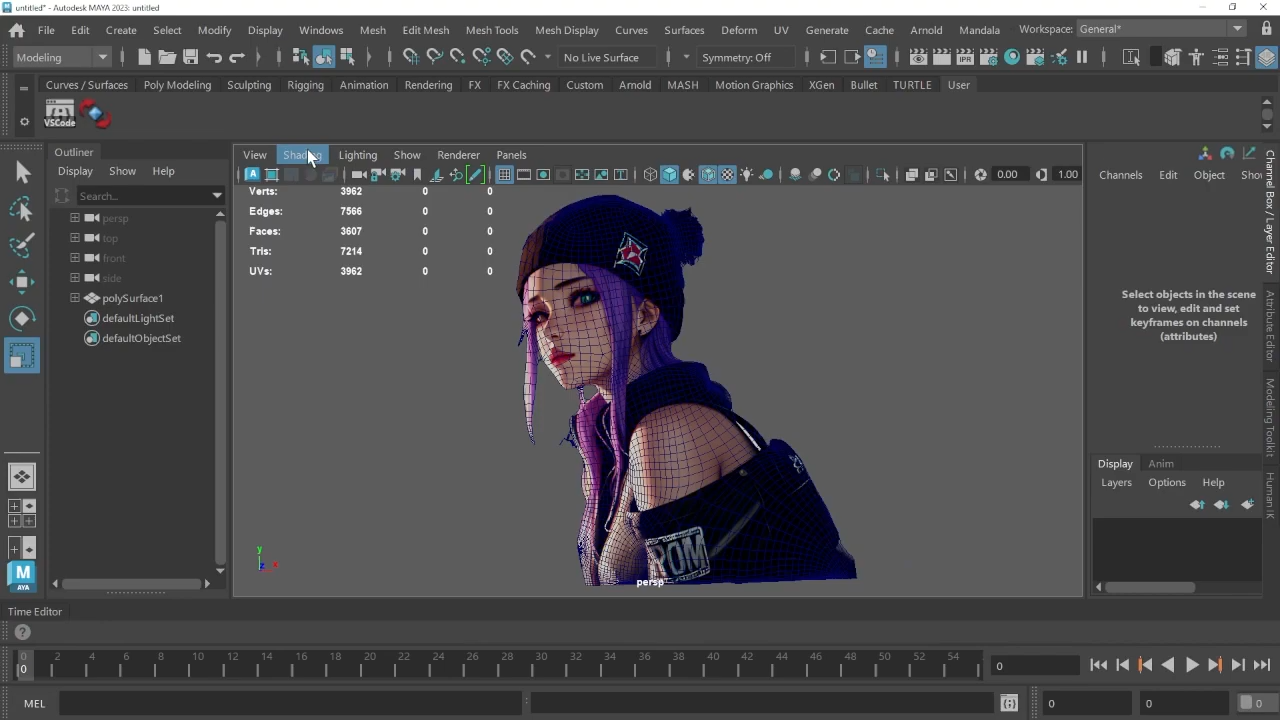 untitled* - Autodesk MAYA 2023: untitled
File Edit Create Select Modify Display Windows Mesh Edit Mesh Mesh Tools Mesh Display Curves Surfaces Deform UV Generate Cache Arnold Mandala Workspace: General*
Modeling No Live Surface Symmetry: Off
Curves / Surfaces Poly Modeling Sculpting Rigging Animation Rendering FX FX Caching Custom Arnold MASH Motion Graphics XGen Bullet TURTLE User
VSCode
Outliner
Display Show Help
Search...
persp
top
front
side
polySurface1
defaultLightSet
defaultObjectSet
View Shading Lighting Show Renderer Panels
0.00 1.00
Verts: 3962 0 0
Edges: 7566 0 0
Faces: 3607 0 0
Tris: 7214 0 0
UVs: 3962 0 0
ROM
persp
y
x
z
Channels Edit Object Show
Select objects in the scene
to view, edit and set
keyframes on channels
(attributes)
Display Anim
Layers Options Help
Channel Box / Layer Editor
Attribute Editor
Modeling Toolkit
Human IK
M
AYA
Time Editor
?
0 2 4 6 8 10 12 14 16 18 20 22 24 26 28 30 32 34 36 38 40 42 44 46 48 50 52 54
0
0
MEL
0 0 0